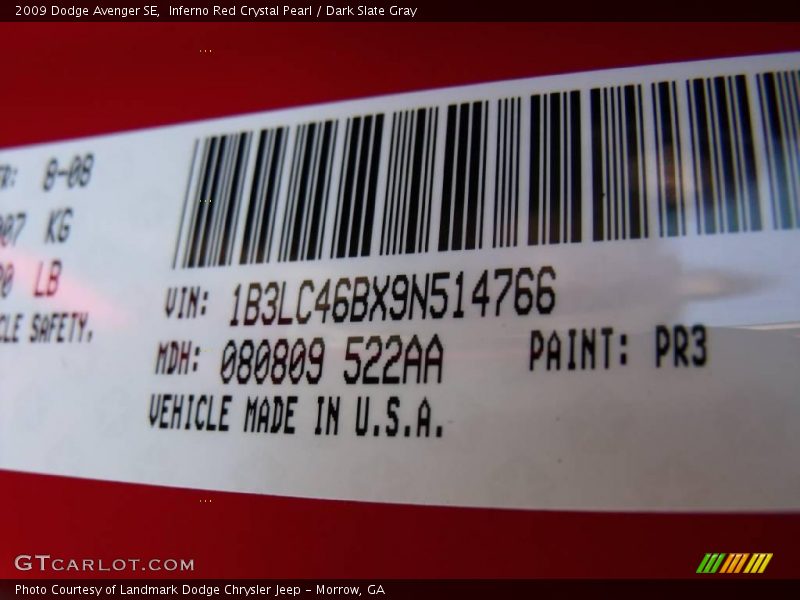 2009 Dodge Avenger SE,  Inferno Red Crystal Pearl / Dark Slate Gray
8-08
KG
LB
SAFETY.
VIN: 1B3LC46BX9N514766
MDH: 080809 522AA
PAINT: PR3
VEHICLE MADE IN U.S.A.
GTCARLOT.COM
Photo Courtesy of Landmark Dodge Chrysler Jeep - Morrow, GA